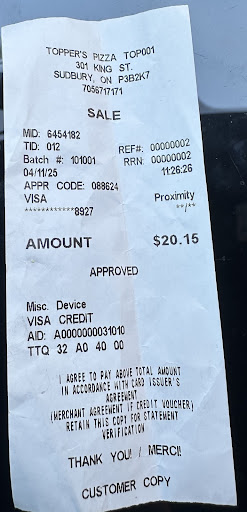 TOPPER'S PIZZA TOP001
301 KING ST.
SUDBURY, ON P3B2K7
7056717171
SALE
MID: 6454182
TID: 012 REF#: 00000002
Batch #: 101001 RRN: 00000002
04/11/25 11:26:26
APPR CODE: 088624
VISA Proximity
************8927 **/**
AMOUNT $20.15
APPROVED
Misc. Device
VISA CREDIT
AID: A0000000031010
TTQ 32 A0 40 00
I AGREE TO PAY ABOVE TOTAL AMOUNT
IN ACCORDANCE WITH CARD ISSUER'S
AGREEMENT
(MERCHANT AGREEMENT IF CREDIT VOUCHER)
RETAIN THIS COPY FOR STATEMENT
VERIFICATION
THANK YOU! / MERCI!
CUSTOMER COPY